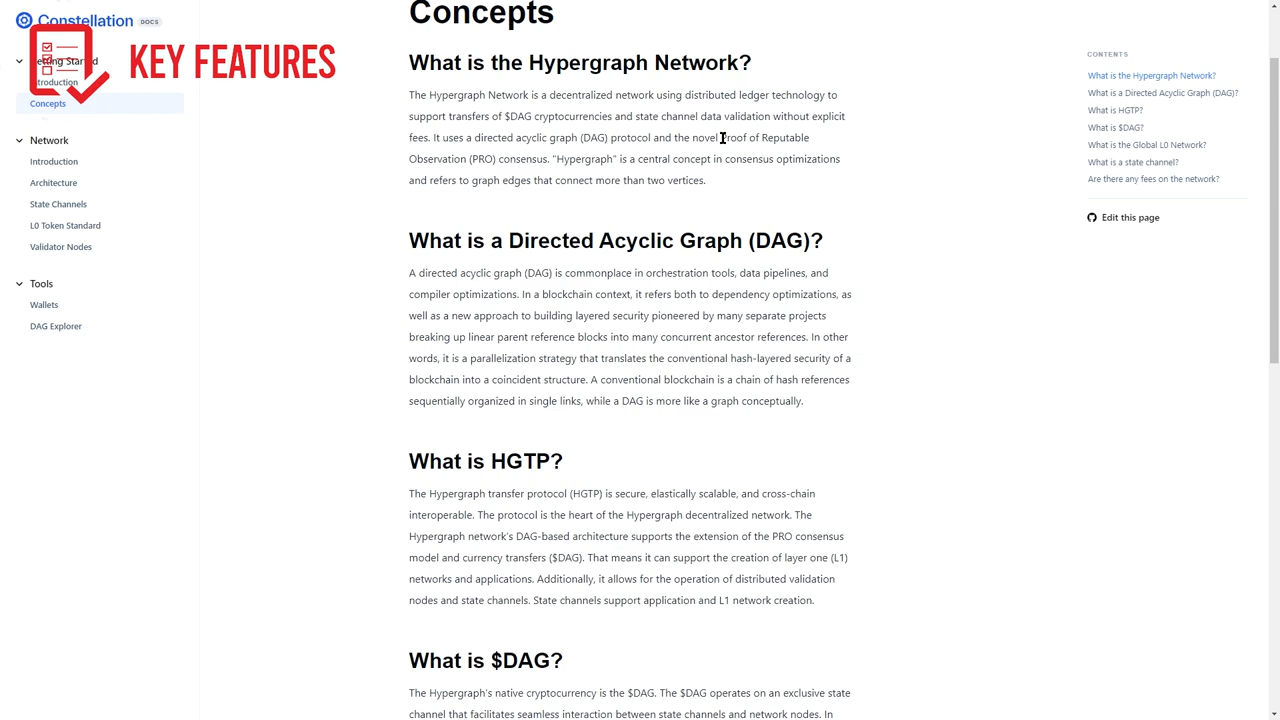 Constellation DOCS
KEY FEATURES
Concepts
Network
Introduction
Architecture
State Channels
L0 Token Standard
Validator Nodes
Tools
Wallets
DAG Explorer
Concepts
What is the Hypergraph Network?
The Hypergraph Network is a decentralized network using distributed ledger technology to
support transfers of $DAG cryptocurrencies and state channel data validation without explicit
fees. It uses a directed acyclic graph (DAG) protocol and the novel Proof of Reputable
Observation (PRO) consensus. "Hypergraph" is a central concept in consensus optimizations
and refers to graph edges that connect more than two vertices.
What is a Directed Acyclic Graph (DAG)?
A directed acyclic graph (DAG) is commonplace in orchestration tools, data pipelines, and
compiler optimizations. In a blockchain context, it refers both to dependency optimizations, as
well as a new approach to building layered security pioneered by many separate projects
breaking up linear parent reference blocks into many concurrent ancestor references. In other
words, it is a parallelization strategy that translates the conventional hash-layered security of a
blockchain into a coincident structure. A conventional blockchain is a chain of hash references
sequentially organized in single links, while a DAG is more like a graph conceptually.
What is HGTP?
The Hypergraph transfer protocol (HGTP) is secure, elastically scalable, and cross-chain
interoperable. The protocol is the heart of the Hypergraph decentralized network. The
Hypergraph network's DAG-based architecture supports the extension of the PRO consensus
model and currency transfers ($DAG). That means it can support the creation of layer one (L1)
networks and applications. Additionally, it allows for the operation of distributed validation
nodes and state channels. State channels support application and L1 network creation.
What is $DAG?
The Hypergraph's native cryptocurrency is the $DAG. The $DAG operates on an exclusive state
channel that facilitates seamless interaction between state channels and network nodes. In
CONTENTS
What is the Hypergraph Network?
What is a Directed Acyclic Graph (DAG)?
What is HGTP?
What is $DAG?
What is the Global L0 Network?
What is a state channel?
Are there any fees on the network?
Edit this page